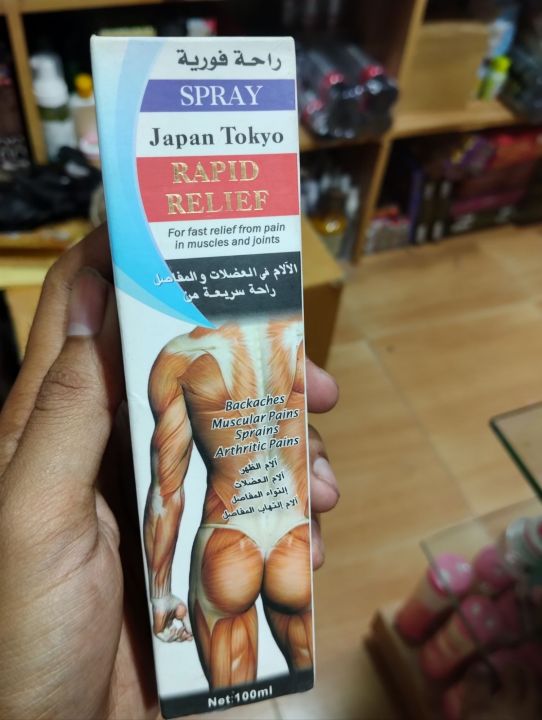 راحة فورية
SPRAY
Japan Tokyo
RAPID
RELIEF
For fast relief from pain
in muscles and joints
الآلام في العضلات والمفاصل
راحة سريعة من
Backaches
Muscular Pains
Sprains
Arthritic Pains
آلام الظهر
آلام العضلات
إلتواء المفاصل
آلام إلتهاب المفاصل
Net:100ml